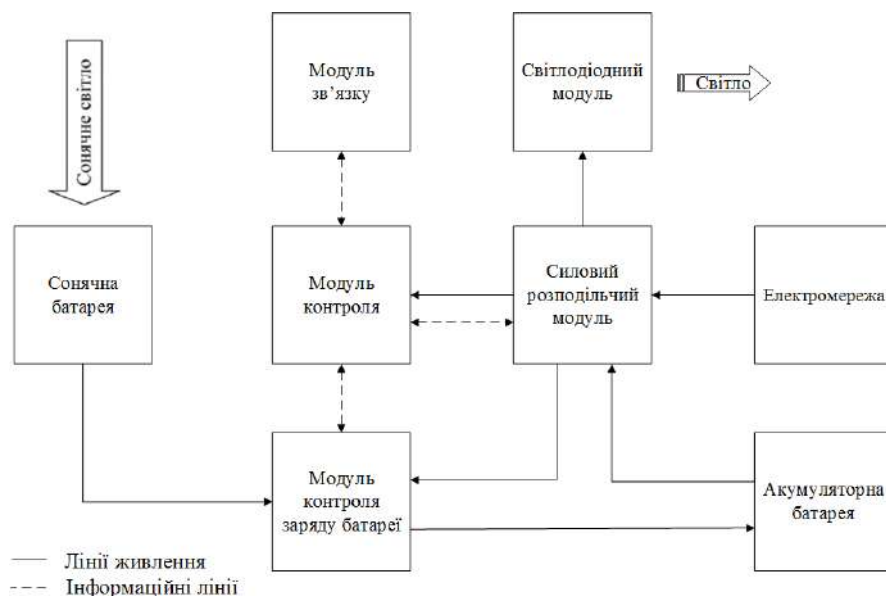 Сонячне світло
Модуль
зв’язку
Світлодіодний
модуль
Світло
Сонячна
батарея
Модуль
контроля
Силовий
розподільчий
модуль
Електромережа
Модуль
контроля
заряду батареї
Акумуляторна
батарея
Лінії живлення
Інформаційні лінії